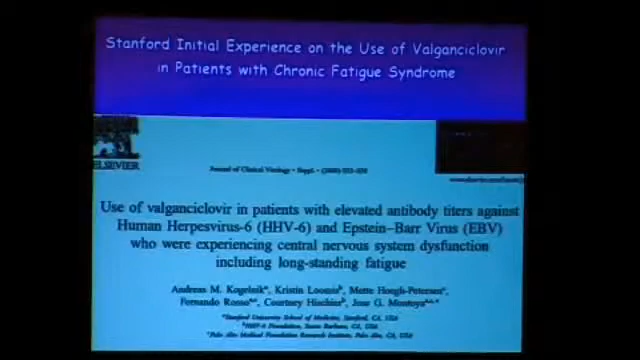 Stanford Initial Experience on the Use of Valganciclovir
in Patients with Chronic Fatigue Syndrome
ELSEVIER
Journal of Clinical Virology
Use of valganciclovir in patients with elevated antibody titers against
Human Herpesvirus-6 (HHV-6) and Epstein–Barr Virus (EBV)
who were experiencing central nervous system dysfunction
including long-standing fatigue
Andreas M. Kogelnik, Kristin Loomis, Mette Hoegh-Petersen,
Fernando Rosso, Courtney Hischier, Jose G. Montoya
Stanford University School of Medicine, Stanford, CA, USA
HHV-6 Foundation, Santa Barbara, CA, USA
Palo Alto Medical Foundation Research Institute, Palo Alto, CA, USA